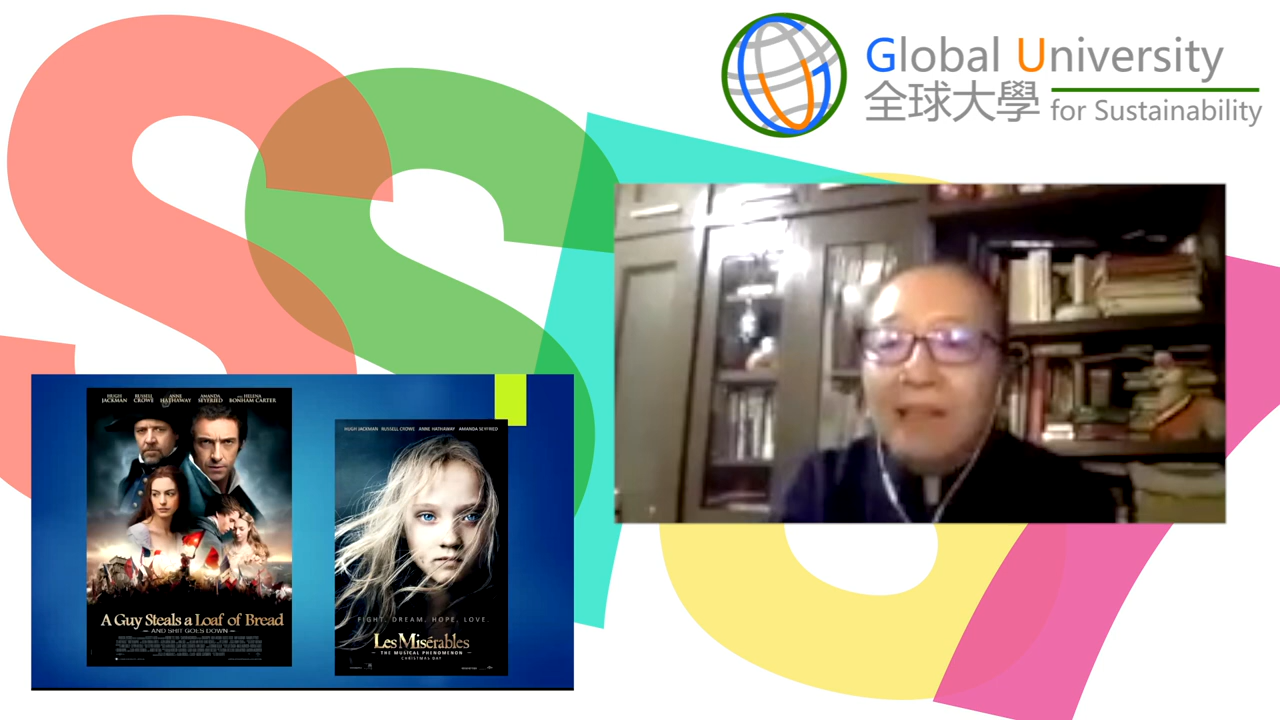 Global University
全球大學 for Sustainability
HUGH JACKMAN RUSSELL CROWE ANNE HATHAWAY AMANDA SEYFRIED AND HELENA BONHAM CARTER
A Guy Steals a Loaf of Bread
AND SHIT GOES DOWN
HUGH JACKMAN RUSSELL CROWE ANNE HATHAWAY AMANDA SEYFRIED
FIGHT. DREAM. HOPE. LOVE.
Les Misérables
THE MUSICAL PHENOMENON
CHRISTMAS DAY